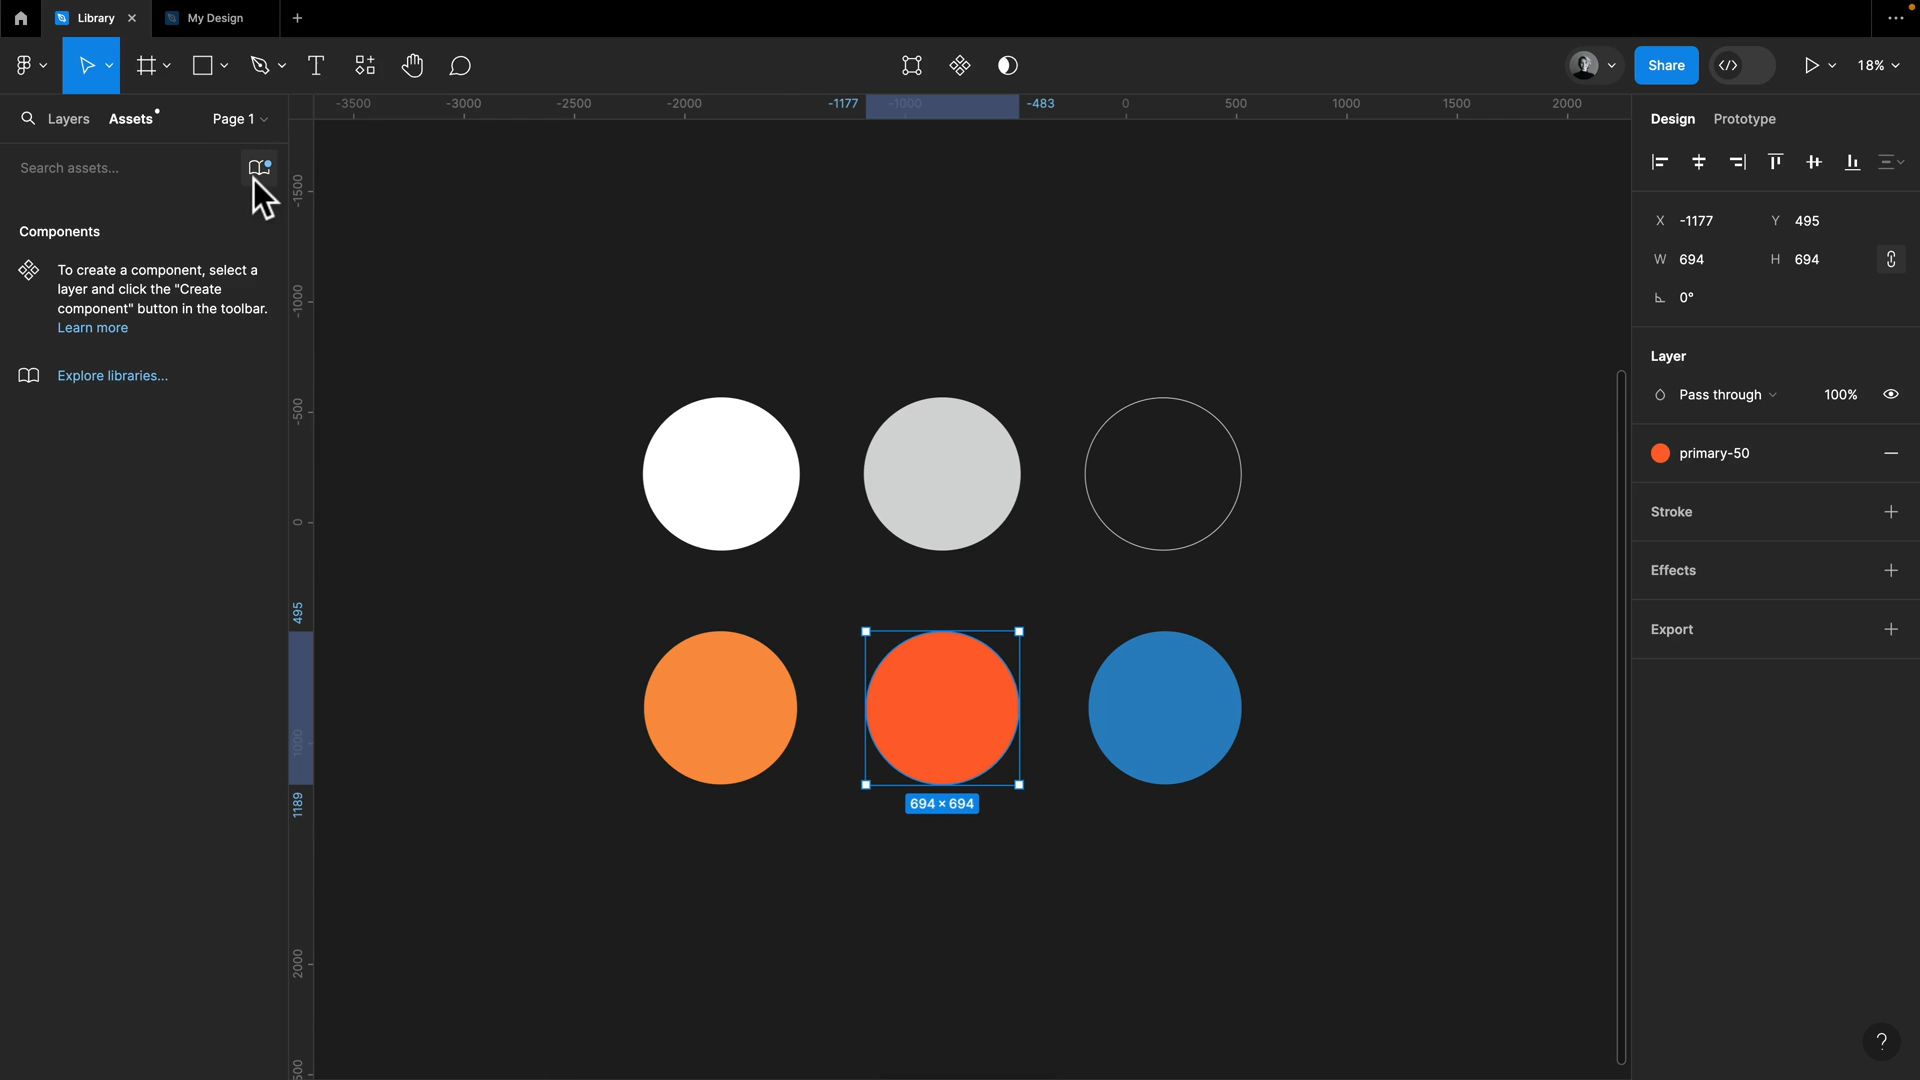 Library
My Design
Share
18%
Layers
Assets
Page 1
Search assets...
Components
To create a component, select a
layer and click the "Create
component" button in the toolbar.
Learn more
Explore libraries...
-3500
-3000
-2500
-2000
-1177
-1000
-483
0
500
1000
1500
2000
-1500
-1000
-500
0
495
1000
1189
2000
694 × 694
Design
Prototype
X -1177
Y 495
W 694
H 694
0°
Layer
Pass through
100%
primary-50
Stroke
Effects
Export
?